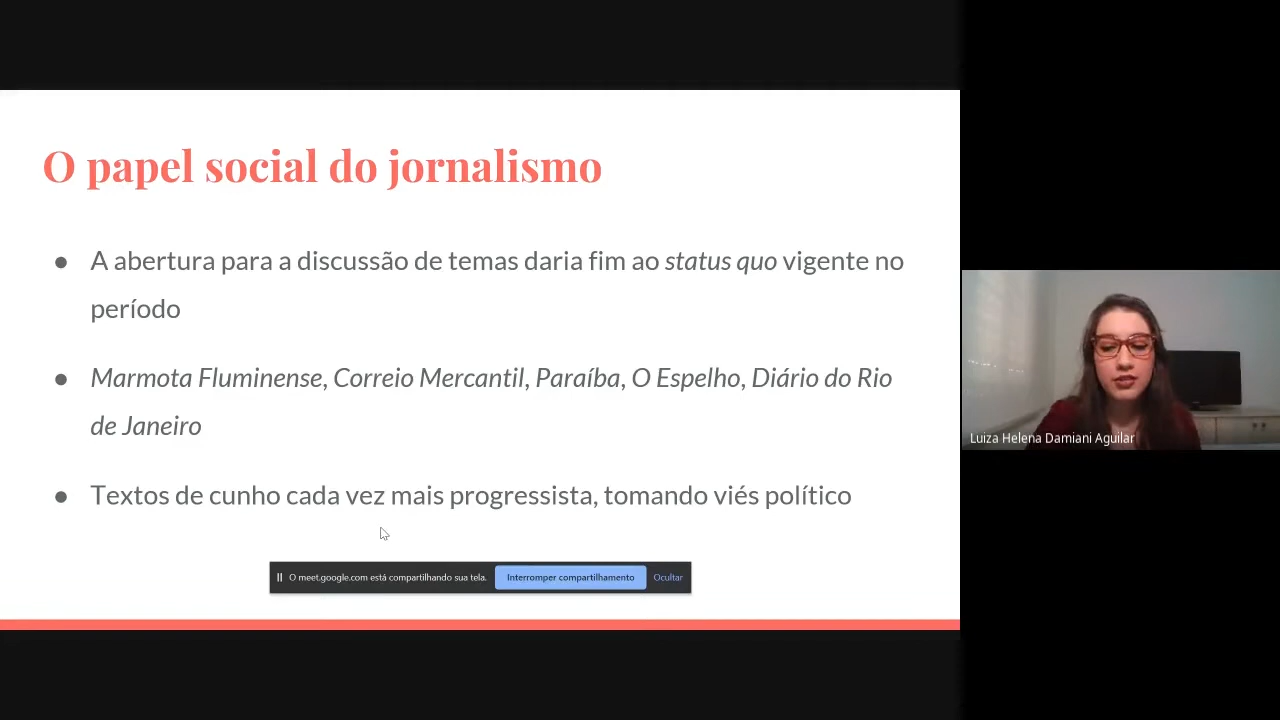 O papel social do jornalismo
● A abertura para a discussão de temas daria fim ao status quo vigente no
período
● Marmota Fluminense, Correio Mercantil, Paraíba, O Espelho, Diário do Rio
de Janeiro
● Textos de cunho cada vez mais progressista, tomando viés político
O meet.google.com está compartilhando sua tela. Interromper compartilhamento Ocultar
Luiza Helena Damiani Aguilar